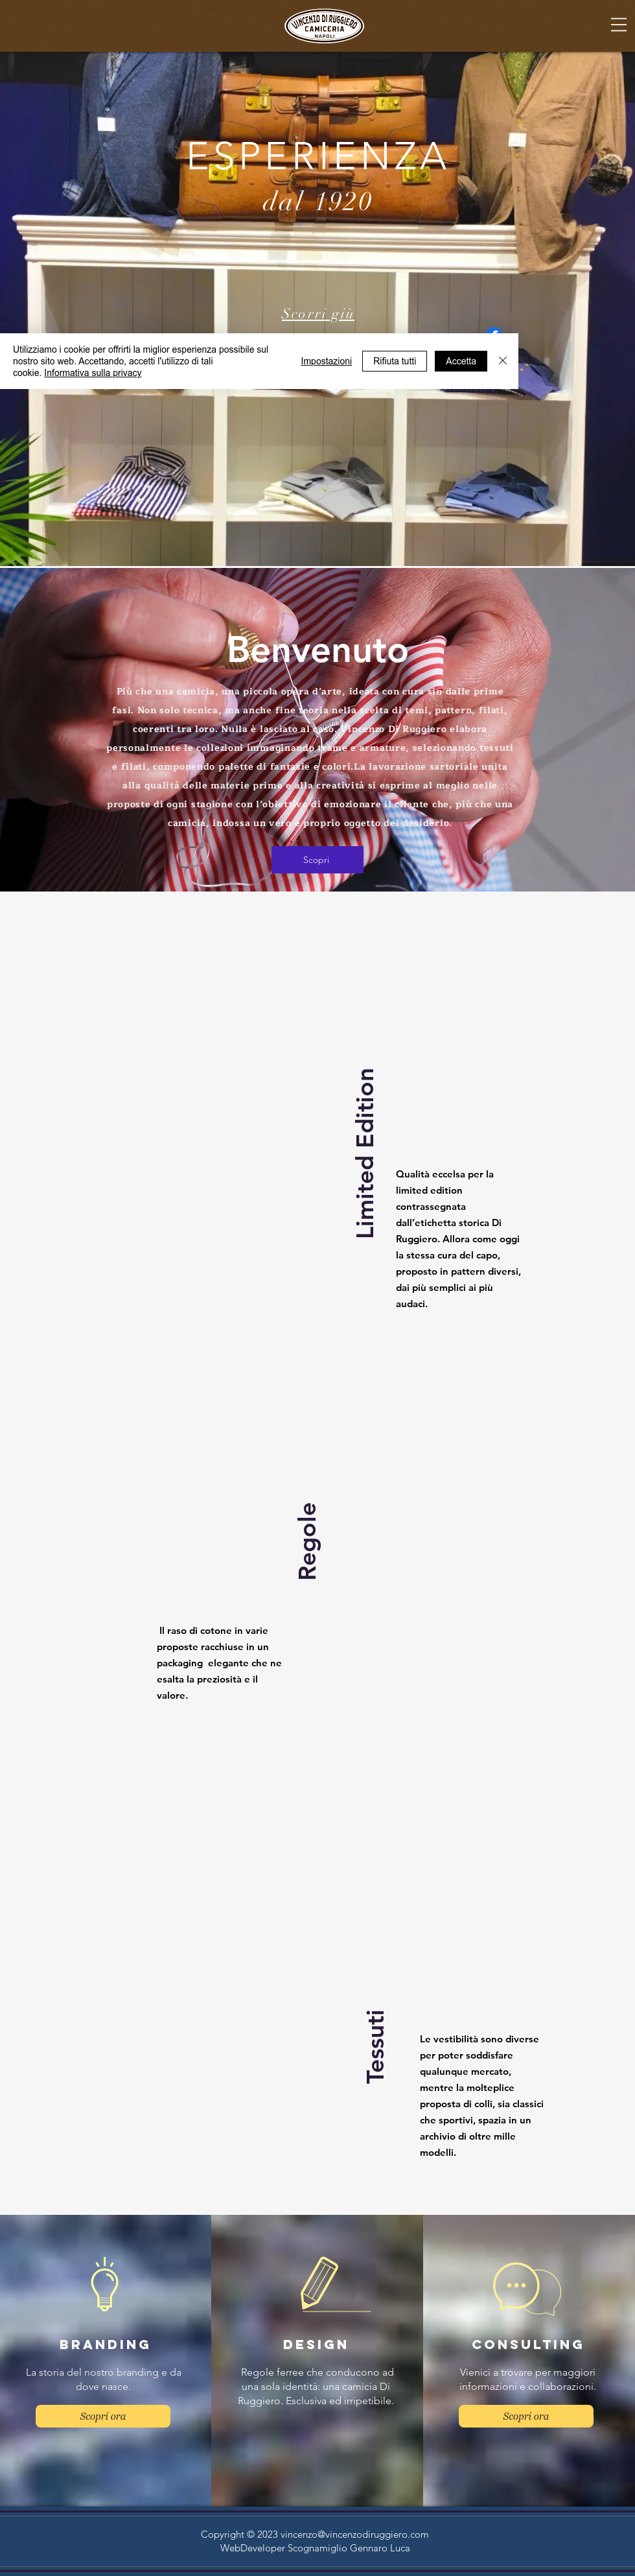 VINCENZO DI RUGGIERO
CAMICERIA
NAPOLI
ESPERIENZA
dal 1920
Scorri giù
Utilizziamo i cookie per offrirti la miglior esperienza possibile sul
nostro sito web. Accettando, accetti l'utilizzo di tali
cookie. Informativa sulla privacy
Impostazioni
Rifiuta tutti
Accetta
Benvenuto
Più che una camicia, una piccola opera d'arte, ideata con cura sin dalle prime
fasi. Non solo tecnica, ma anche fine teoria nella scelta di temi, pattern, filati,
coerenti tra loro. Nulla è lasciato al caso. Vincenzo Di Ruggiero elabora
personalmente le collezioni immaginando trame e armature, selezionando tessuti
e filati, componendo palette di fantasie e colori.La lavorazione sartoriale unita
alla qualità delle materie prime e alla creatività si esprime al meglio nelle
proposte di ogni stagione con l'obiettivo di emozionare il cliente che, più che una
camicia, indossa un vero e proprio oggetto del desiderio.
Scopri
Limited Edition
Qualità eccelsa per la
limited edition
contrassegnata
dall'etichetta storica Di
Ruggiero. Allora come oggi
la stessa cura del capo,
proposto in pattern diversi,
dai più semplici ai più
audaci.
Regole
Il raso di cotone in varie
proposte racchiuse in un
packaging  elegante che ne
esalta la preziosità e il
valore.
Tessuti
Le vestibilità sono diverse
per poter soddisfare
qualunque mercato,
mentre la molteplice
proposta di colli, sia classici
che sportivi, spazia in un
archivio di oltre mille
modelli.
BRANDING
La storia del nostro branding e da
dove nasce.
Scopri ora
DESIGN
Regole ferree che conducono ad
una sola identità: una camicia Di
Ruggiero. Esclusiva ed irripetibile.
CONSULTING
Vienici a trovare per maggiori
informazioni e collaborazioni.
Scopri ora
Copyright © 2023 vincenzo@vincenzodiruggiero.com
WebDeveloper Scognamiglio Gennaro Luca